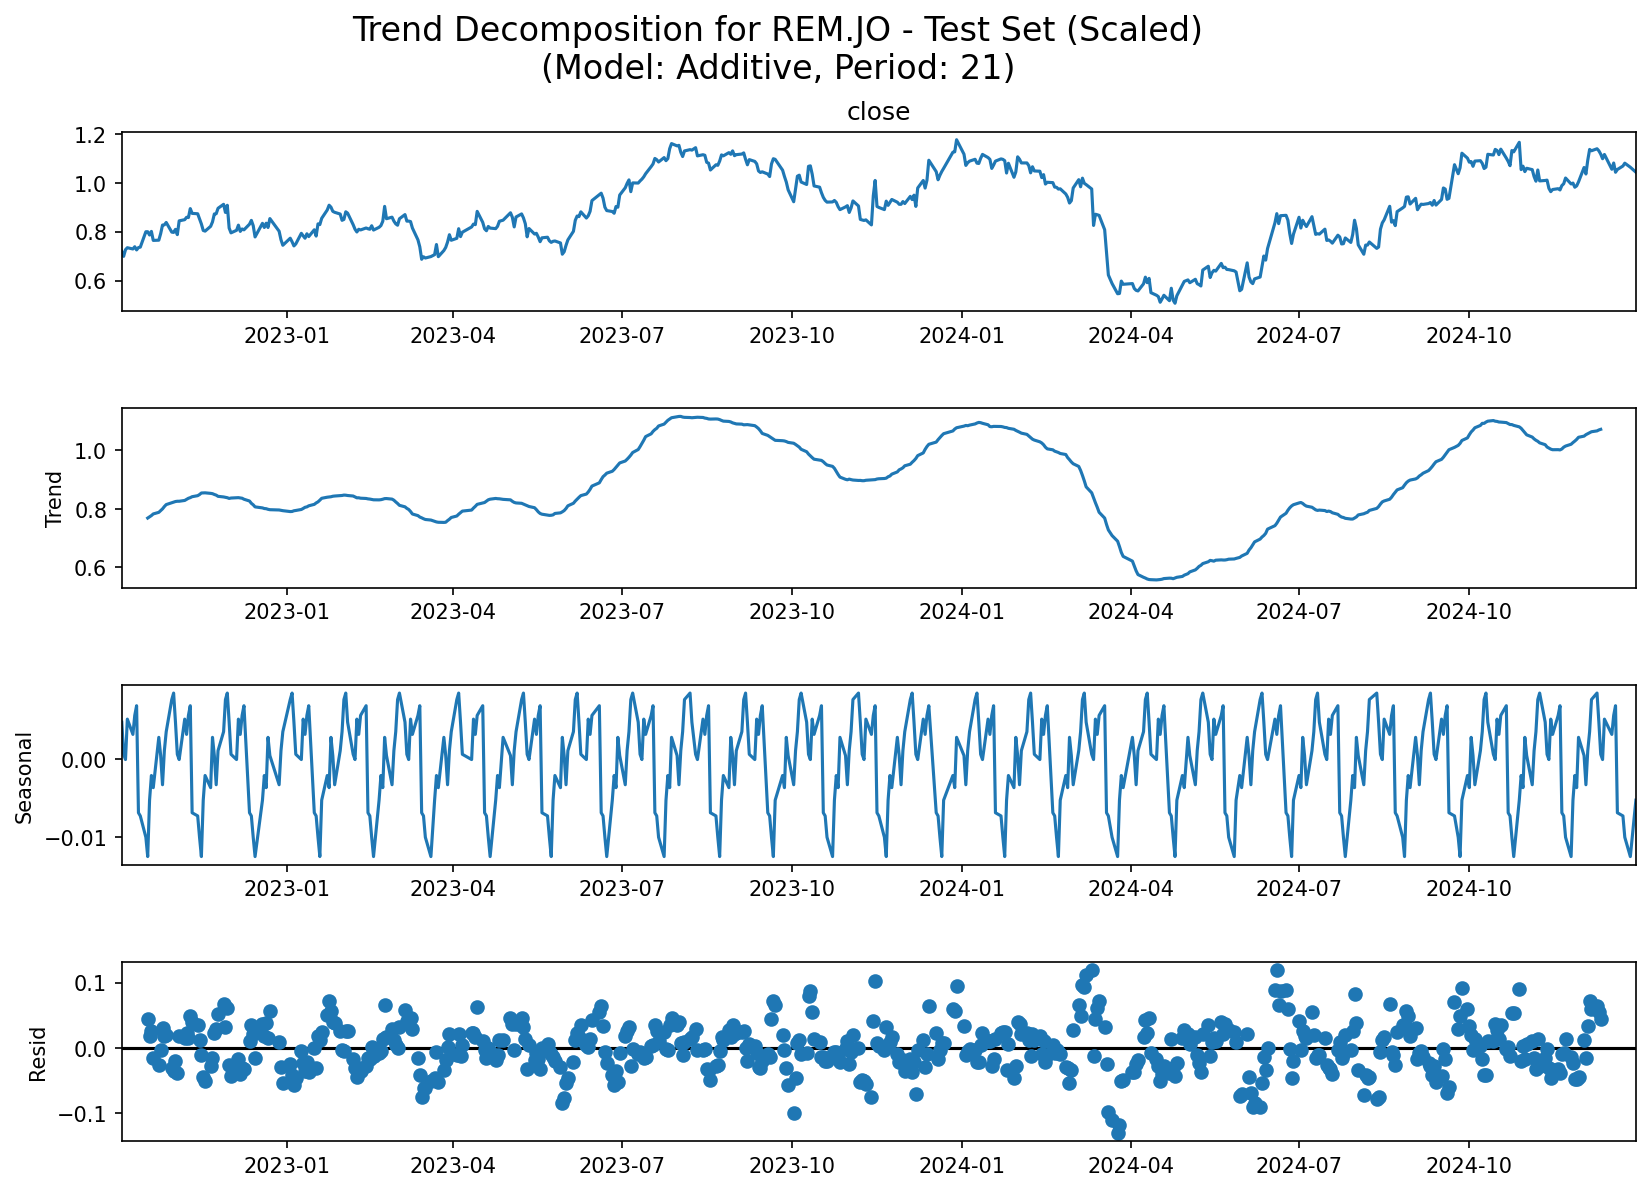 Trend Decomposition for REM.JO - Test Set (Scaled)
(Model: Additive, Period: 21)
close
1.2
1.0
0.8
0.6
2023-01 2023-04 2023-07 2023-10 2024-01 2024-04 2024-07 2024-10
Trend
1.0
0.8
0.6
2023-01 2023-04 2023-07 2023-10 2024-01 2024-04 2024-07 2024-10
Seasonal
0.00
−0.01
2023-01 2023-04 2023-07 2023-10 2024-01 2024-04 2024-07 2024-10
Resid
0.1
0.0
−0.1
2023-01 2023-04 2023-07 2023-10 2024-01 2024-04 2024-07 2024-10